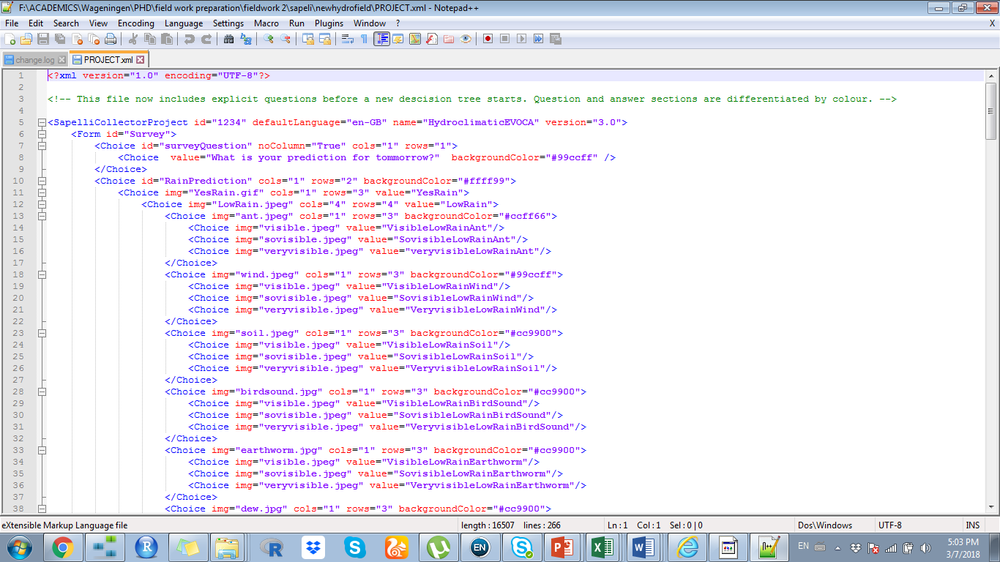 F:\ACADEMICS\Wageningen\PHD\field work preparation\fieldwork 2\sapeli\newhydrofield\PROJECT.xml - Notepad++
File Edit Search View Encoding Language Settings Macro Run Plugins Window ? X
change.log PROJECT.xml
1 <?xml version="1.0" encoding="UTF-8"?>
2
3 <!-- This file now includes explicit questions before a new descision tree starts. Question and answer sections are differentiated by colour. -->
4
5 <SapelliCollectorProject id="1234" defaultLanguage="en-GB" name="HydroclimaticEVOCA" version="3.0">
6 <Form id="Survey">
7 <Choice id="surveyQuestion" noColumn="True" cols="1" rows="1">
8 <Choice  value="What is your prediction for tommorrow?"  backgroundColor="#99ccff" />
9 </Choice>
10 <Choice id="RainPrediction" cols="1" rows="2" backgroundColor="#ffff99">
11 <Choice img="YesRain.gif" cols="1" rows="3" value="YesRain">
12 <Choice img="LowRain.jpeg" cols="4" rows="4" value="LowRain">
13 <Choice img="ant.jpeg" cols="1" rows="3" backgroundColor="#ccff66">
14 <Choice img="visible.jpeg" value="VisibleLowRainAnt"/>
15 <Choice img="sovisible.jpeg" value="SovisibleLowRainAnt"/>
16 <Choice img="veryvisible.jpeg" value="veryvisibleLowRainAnt"/>
17 </Choice>
18 <Choice img="wind.jpeg" cols="1" rows="3" backgroundColor="#99ccff">
19 <Choice img="visible.jpeg" value="VisibleLowRainWind"/>
20 <Choice img="sovisible.jpeg" value="SovisibleLowRainWind"/>
21 <Choice img="veryvisible.jpeg" value="VeryvisibleLowRainWind"/>
22 </Choice>
23 <Choice img="soil.jpeg" cols="1" rows="3" backgroundColor="#cc9900">
24 <Choice img="visible.jpeg" value="VisibleLowRainSoil"/>
25 <Choice img="sovisible.jpeg" value="SovisibleLowRainSoil"/>
26 <Choice img="veryvisible.jpeg" value="VeryvisibleLowRainSoil"/>
27 </Choice>
28 <Choice img="birdsound.jpg" cols="1" rows="3" backgroundColor="#cc9900">
29 <Choice img="visible.jpeg" value="VisibleLowRainBirdSound"/>
30 <Choice img="sovisible.jpeg" value="SovisibleLowRainBirdSound"/>
31 <Choice img="veryvisible.jpeg" value="VeryvisibleLowRainBirdSound"/>
32 </Choice>
33 <Choice img="earthworm.jpg" cols="1" rows="3" backgroundColor="#cc9900">
34 <Choice img="visible.jpeg" value="VisibleLowRainEarthworm"/>
35 <Choice img="sovisible.jpeg" value="SovisibleLowRainEarthworm"/>
36 <Choice img="veryvisible.jpeg" value="VeryvisibleLowRainEarthworm"/>
37 </Choice>
38 <Choice img="dew.jpg" cols="1" rows="3" backgroundColor="#cc9900">
eXtensible Markup Language file length : 16507 lines : 266 Ln : 1 Col : 1 Sel : 0 | 0 Dos\Windows UTF-8 INS
EN 5:03 PM
3/7/2018